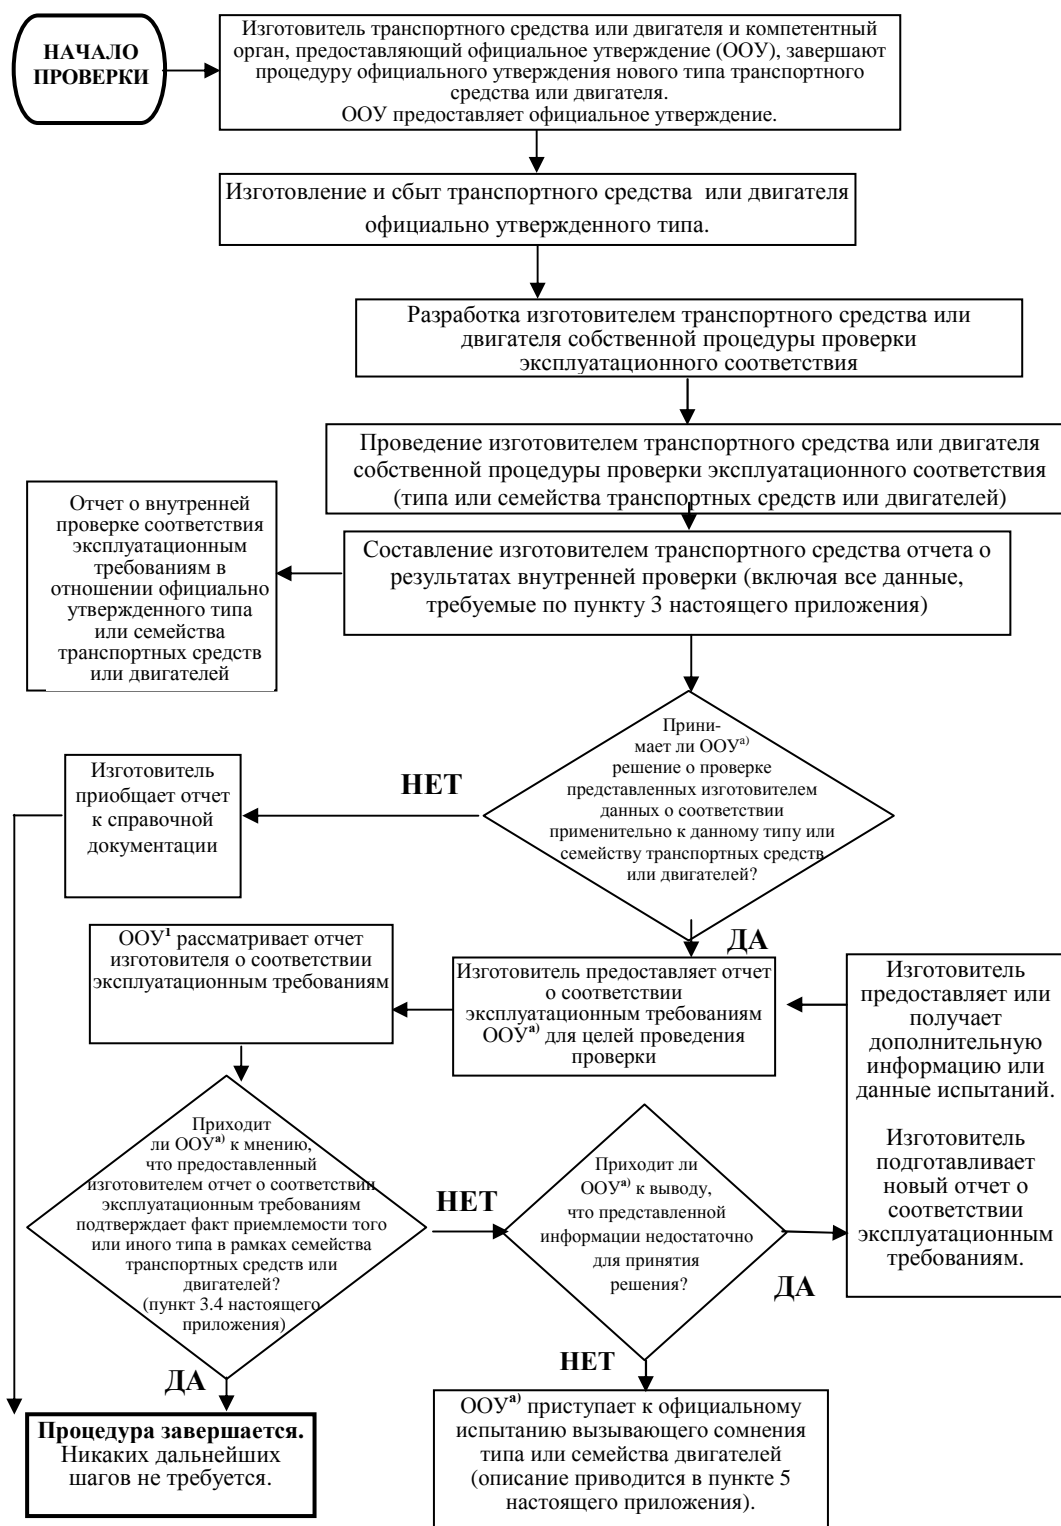 НАЧАЛО
ПРОВЕРКИ
Изготовитель транспортного средства или двигателя и компетентный
орган, предоставляющий официальное утверждение (ООУ), завершают
процедуру официального утверждения нового типа транспортного
средства или двигателя.
ООУ предоставляет официальное утверждение.
Изготовление и сбыт транспортного средства или двигателя
официально утвержденного типа.
Разработка изготовителем транспортного средства или
двигателя собственной процедуры проверки
эксплуатационного соответствия
Проведение изготовителем транспортного средства или двигателя
собственной процедуры проверки эксплуатационного соответствия
(типа или семейства транспортных средств или двигателей)
Отчет о внутренней
проверке соответствия
эксплуатационным
требованиям в
отношении официально
утвержденного типа
или семейства
транспортных средств
или двигателей
Составление изготовителем транспортного средства отчета о
результатах внутренней проверки (включая все данные,
требуемые по пункту 3 настоящего приложения)
Прини-
мает ли ООУа)
решение о проверке
представленных изготовителем
данных о соответствии
применительно к данному типу или
семейству транспортных средств
или двигателей?
НЕТ
Изготовитель
приобщает отчет
к справочной
документации
ДА
ООУ1 рассматривает отчет
изготовителя о соответствии
эксплуатационным требованиям
Изготовитель предоставляет отчет
о соответствии
эксплуатационным требованиям
ООУа) для целей проведения
проверки
Изготовитель
предоставляет или
получает
дополнительную
информацию или
данные испытаний.
Изготовитель
подготавливает
новый отчет о
соответствии
эксплуатационным
требованиям.
Приходит
ли ООУа) к мнению,
что предоставленный
изготовителем отчет о соответствии
эксплуатационным требованиям
подтверждает факт приемлемости того
или иного типа в рамках семейства
транспортных средств или
двигателей?
(пункт 3.4 настоящего
приложения)
НЕТ
Приходит ли
ООУа) к выводу,
что представленной
информации недостаточно
для принятия
решения?
ДА
НЕТ
ДА
Процедура завершается.
Никаких дальнейших
шагов не требуется.
ООУа) приступает к официальному
испытанию вызывающего сомнения
типа или семейства двигателей
(описание приводится в пункте 5
настоящего приложения).